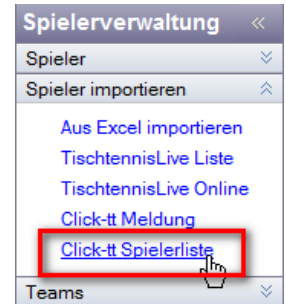 Spielerverwaltung
Spieler
Spieler importieren
Aus Excel importieren
TischtennisLive Liste
TischtennisLive Online
Click-tt Meldung
Click-tt Spielerliste
Teams